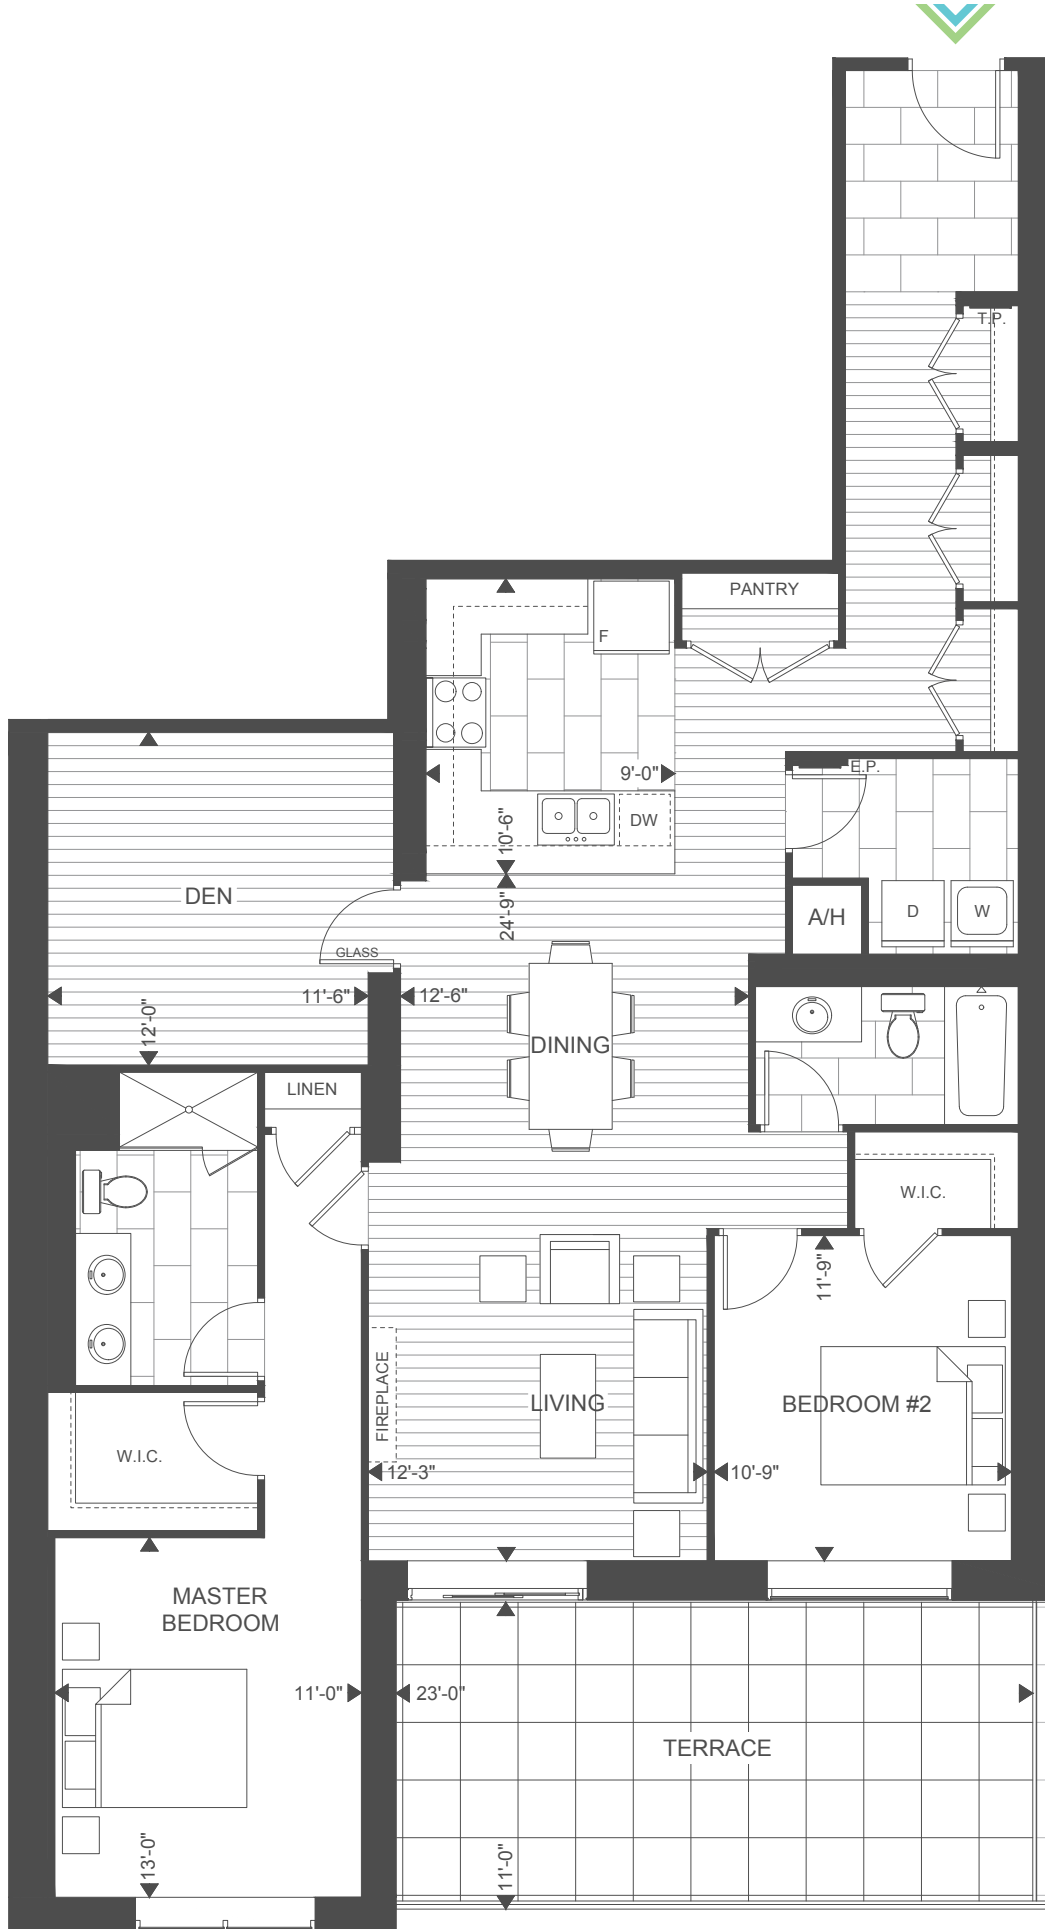 T.P.
PANTRY
F
9'-0"
E.P.
10'-6"
DW
DEN
24'-9"
A/H
D
W
GLASS
11'-6"
12'-6"
12'-0"
DINING
LINEN
W.I.C.
11'-9"
FIREPLACE
LIVING
BEDROOM #2
W.I.C.
12'-3"
10'-9"
MASTER
BEDROOM
11'-0"
23'-0"
TERRACE
13'-0"
11'-0"